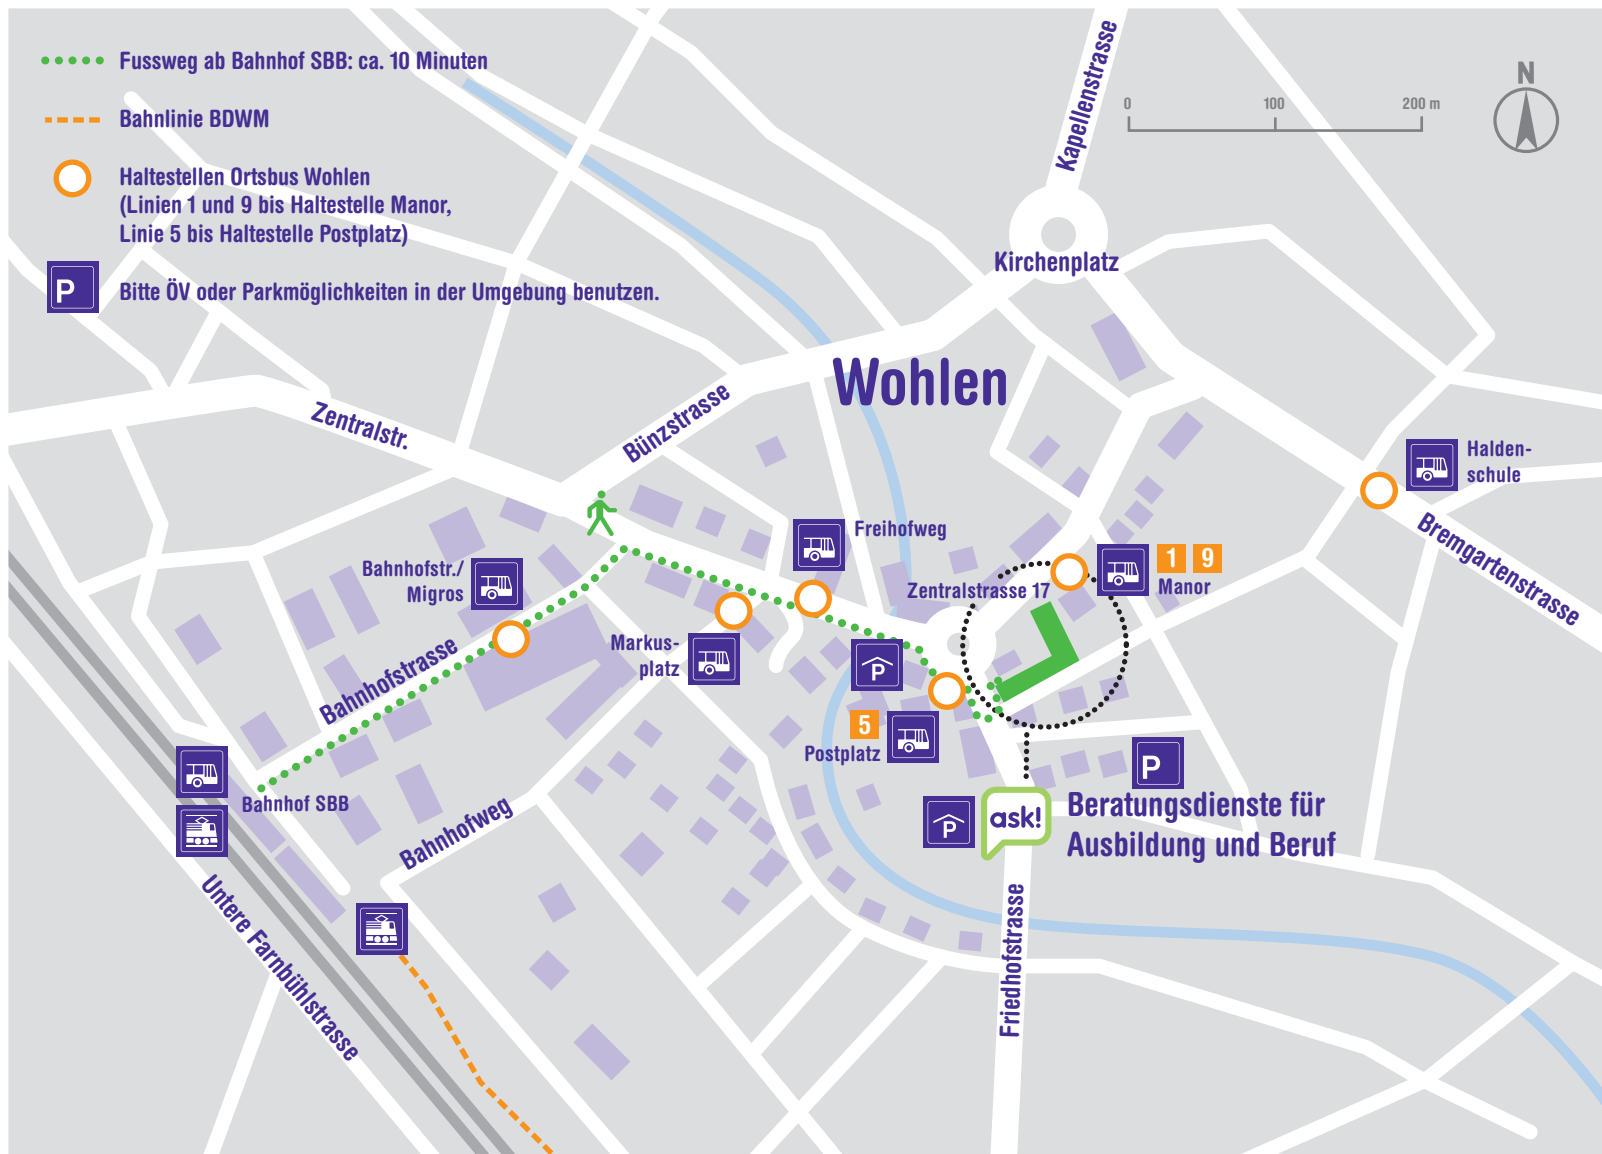 Fussweg ab Bahnhof SBB: ca. 10 Minuten
Bahnlinie BDWM
Haltestellen Ortsbus Wohlen
(Linien 1 und 9 bis Haltestelle Manor,
Linie 5 bis Haltestelle Postplatz)
P
Bitte ÖV oder Parkmöglichkeiten in der Umgebung benutzen.
Kapellenstrasse
0 100 200 m
N
Kirchenplatz
Wohlen
Zentralstr.
Bünzstrasse
Halden-
schule
Bremgartenstrasse
Freihofweg
Bahnhofstr./
Migros
Zentralstrasse 17
1 9
Manor
Markus-
platz
P
Bahnhofstrasse
5
Postplatz
P
Bahnhof SBB
Bahnhofweg
P
ask!
Beratungsdienste für
Ausbildung und Beruf
Untere Farnbühlstrasse
Friedhofstrasse